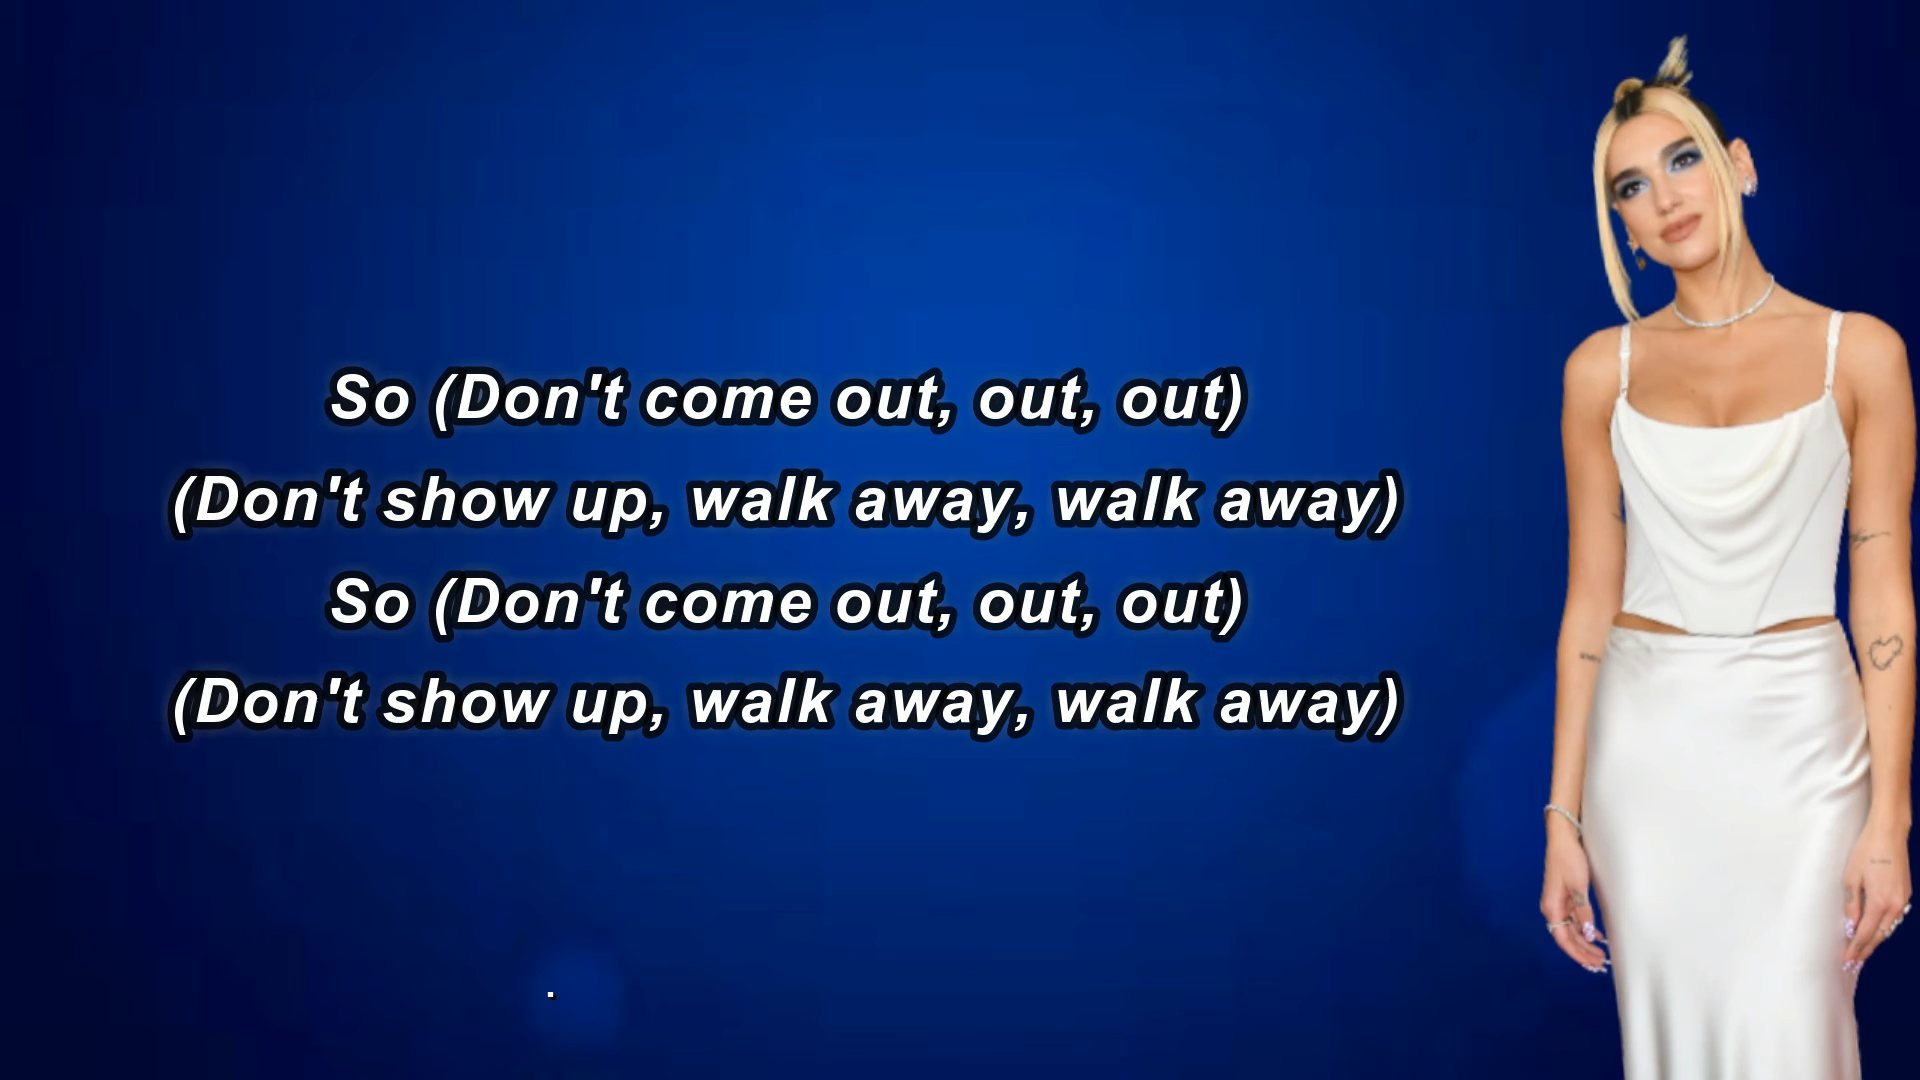 So (Don't come out, out, out)
(Don't show up, walk away, walk away)
So (Don't come out, out, out)
(Don't show up, walk away, walk away)
.